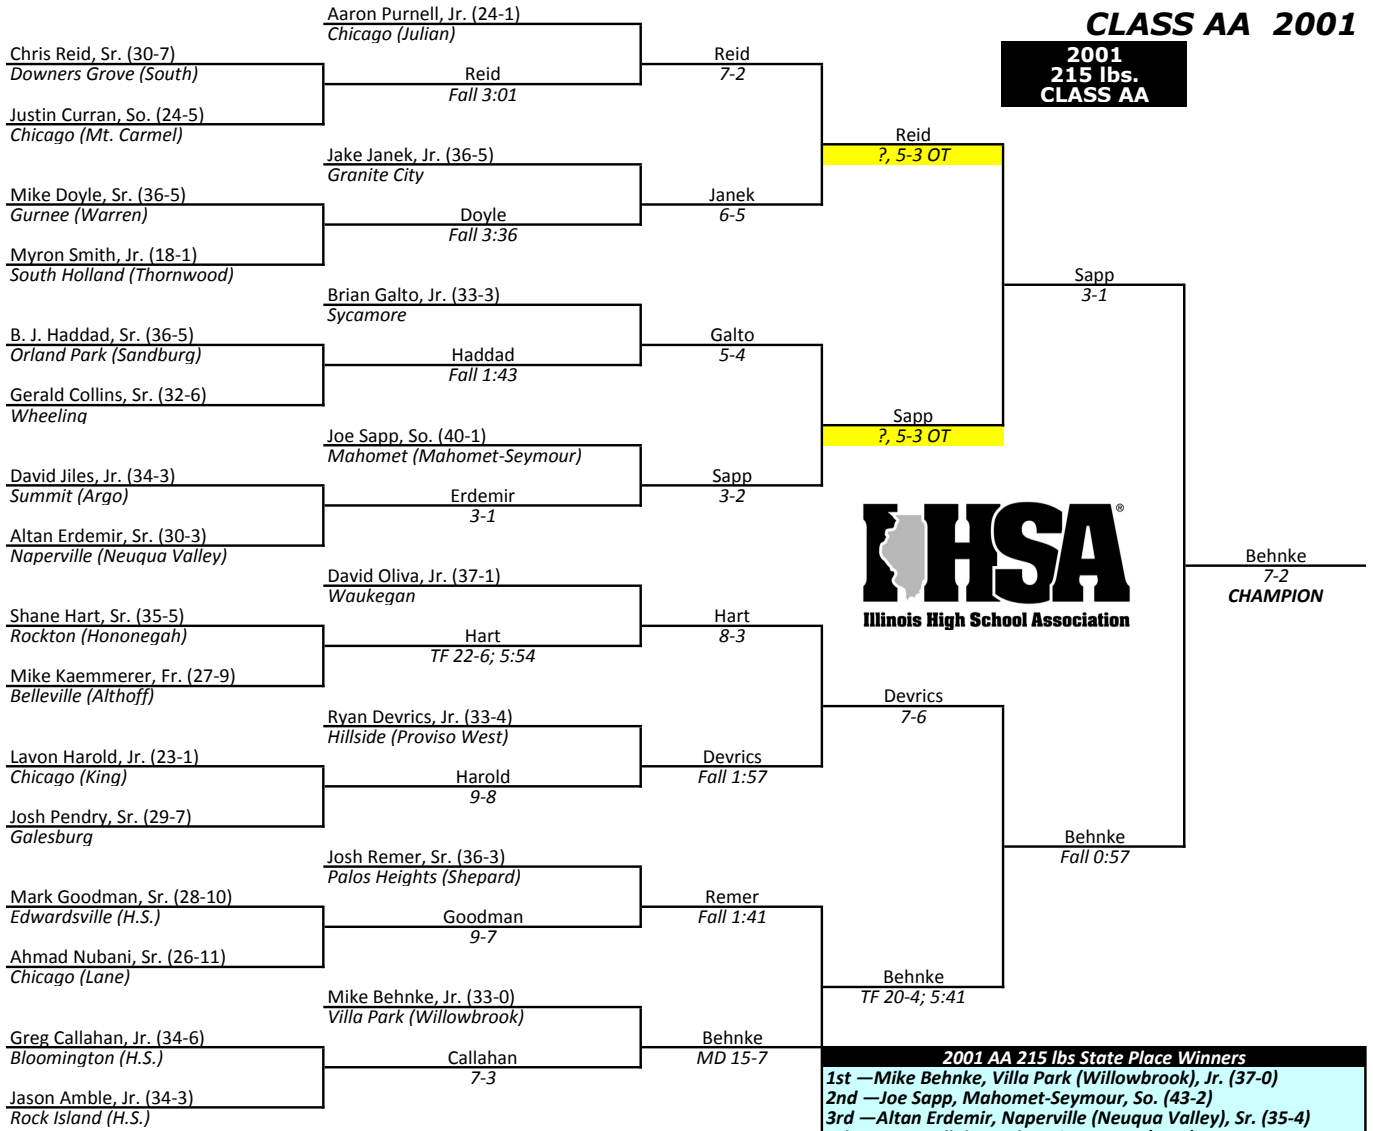 CLASS AA 2001
2001
215 lbs.
CLASS AA
Aaron Purnell, Jr. (24-1)
Chicago (Julian)
Chris Reid, Sr. (30-7)
Downers Grove (South)
Reid
7-2
Reid
Fall 3:01
Justin Curran, So. (24-5)
Chicago (Mt. Carmel)
Reid
?, 5-3 OT
Jake Janek, Jr. (36-5)
Granite City
Mike Doyle, Sr. (36-5)
Gurnee (Warren)
Janek
6-5
Doyle
Fall 3:36
Myron Smith, Jr. (18-1)
South Holland (Thornwood)
Sapp
3-1
Brian Galto, Jr. (33-3)
Sycamore
B. J. Haddad, Sr. (36-5)
Orland Park (Sandburg)
Galto
5-4
Haddad
Fall 1:43
Gerald Collins, Sr. (32-6)
Wheeling
Sapp
?, 5-3 OT
Joe Sapp, So. (40-1)
Mahomet (Mahomet-Seymour)
David Jiles, Jr. (34-3)
Summit (Argo)
Sapp
3-2
Erdemir
3-1
Altan Erdemir, Sr. (30-3)
Naperville (Neuqua Valley)
IHSA®
Illinois High School Association
Behnke
7-2
CHAMPION
David Oliva, Jr. (37-1)
Waukegan
Shane Hart, Sr. (35-5)
Rockton (Hononegah)
Hart
8-3
Hart
TF 22-6; 5:54
Mike Kaemmerer, Fr. (27-9)
Belleville (Althoff)
Devrics
7-6
Ryan Devrics, Jr. (33-4)
Hillside (Proviso West)
Lavon Harold, Jr. (23-1)
Chicago (King)
Devrics
Fall 1:57
Harold
9-8
Josh Pendry, Sr. (29-7)
Galesburg
Behnke
Fall 0:57
Josh Remer, Sr. (36-3)
Palos Heights (Shepard)
Mark Goodman, Sr. (28-10)
Edwardsville (H.S.)
Remer
Fall 1:41
Goodman
9-7
Ahmad Nubani, Sr. (26-11)
Chicago (Lane)
Behnke
TF 20-4; 5:41
Mike Behnke, Jr. (33-0)
Villa Park (Willowbrook)
Greg Callahan, Jr. (34-6)
Bloomington (H.S.)
Behnke
MD 15-7
Callahan
7-3
Jason Amble, Jr. (34-3)
Rock Island (H.S.)
2001 AA 215 lbs State Place Winners
1st —Mike Behnke, Villa Park (Willowbrook), Jr. (37-0)
2nd —Joe Sapp, Mahomet-Seymour, So. (43-2)
3rd —Altan Erdemir, Naperville (Neuqua Valley), Sr. (35-4)